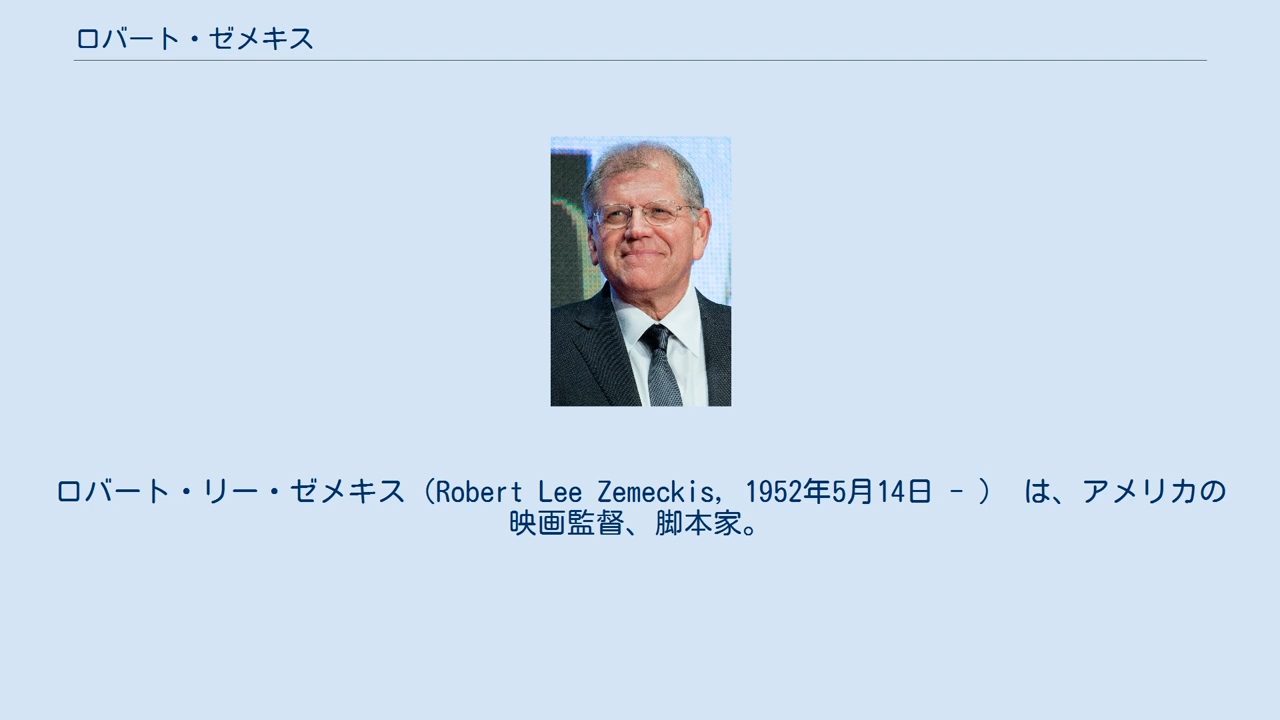 ロバート・ゼメキス
ロバート・リー・ゼメキス（Robert Lee Zemeckis, 1952年5月14日 - ） は、アメリカの
映画監督、脚本家。